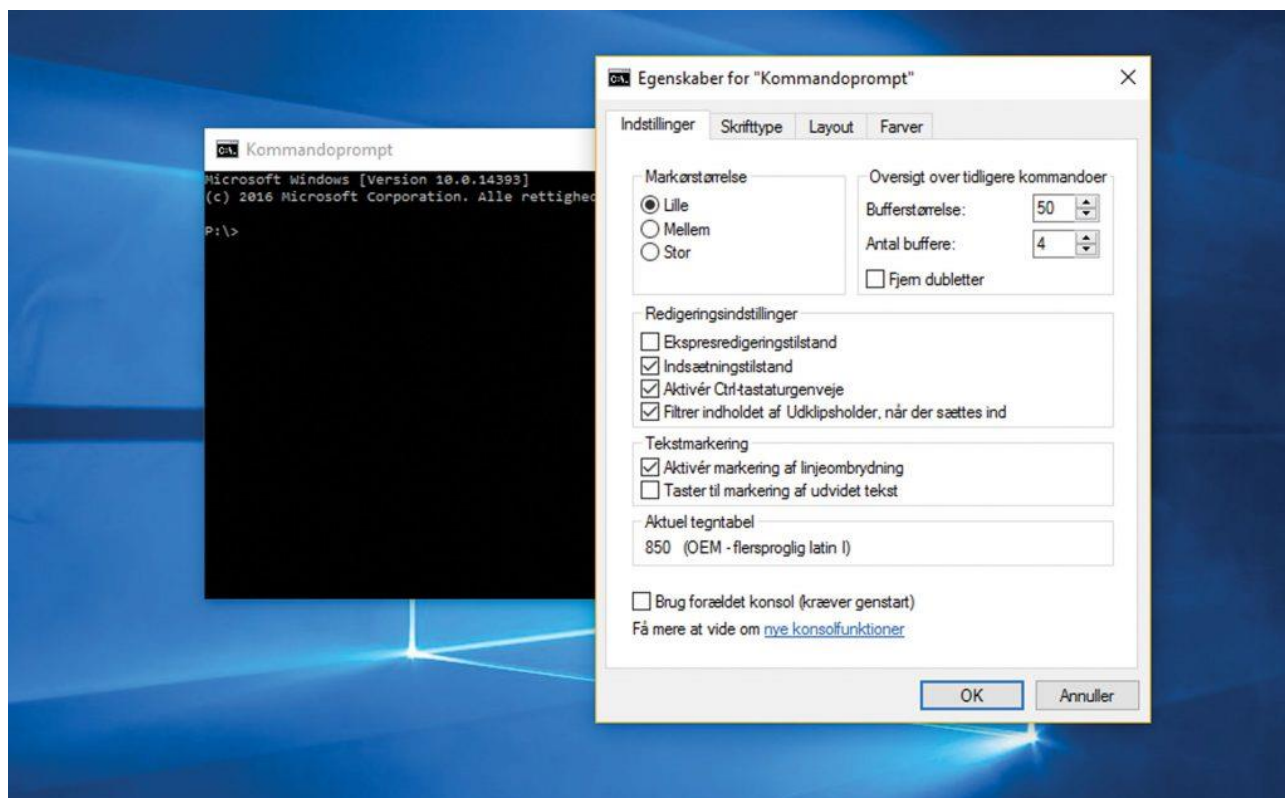 Kommandoprompt
Microsoft Windows [Version 10.0.14393]
(c) 2016 Microsoft Corporation. Alle rettighed
P:\>
Egenskaber for "Kommandoprompt"
Indstillinger Skrifttype Layout Farver
Markørstørrelse
Lille
Mellem
Stor
Oversigt over tidligere kommandoer
Bufferstørrelse: 50
Antal buffere: 4
Fjern dubletter
Redigeringsindstillinger
Ekspresredigeringstilstand
Indsætningstilstand
Aktivér Ctrl-tastaturgenveje
Filtrer indholdet af Udklipsholder, når der sættes ind
Tekstmarkering
Aktivér markering af linjeombrydning
Taster til markering af udvidet tekst
Aktuel tegntabel
850 (OEM - flersproglig latin I)
Brug forældet konsol (kræver genstart)
Få mere at vide om nye konsolfunktioner
OK Annuller